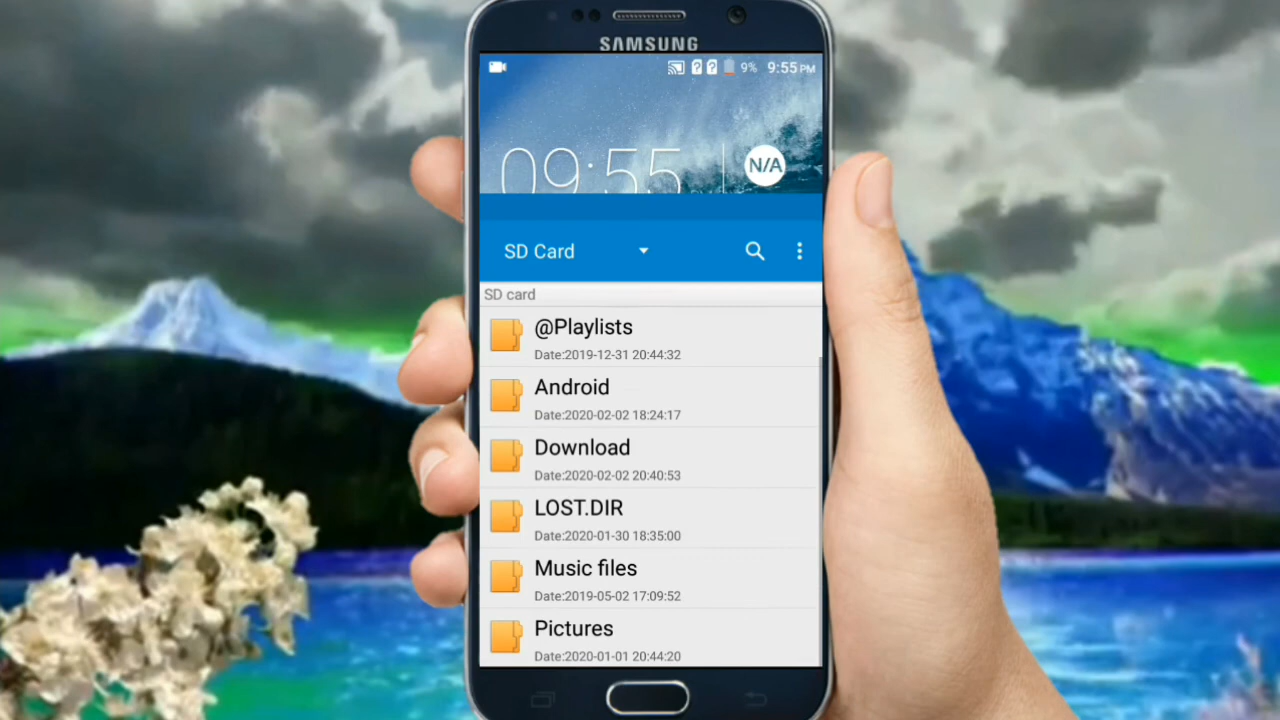 SAMSUNG
9% 9:55 PM
09:55 N/A
SD Card
SD card
@Playlists
Date:2019-12-31 20:44:32
Android
Date:2020-02-02 18:24:17
Download
Date:2020-02-02 20:40:53
LOST.DIR
Date:2020-01-30 18:35:00
Music files
Date:2019-05-02 17:09:52
Pictures
Date:2020-01-01 20:44:20